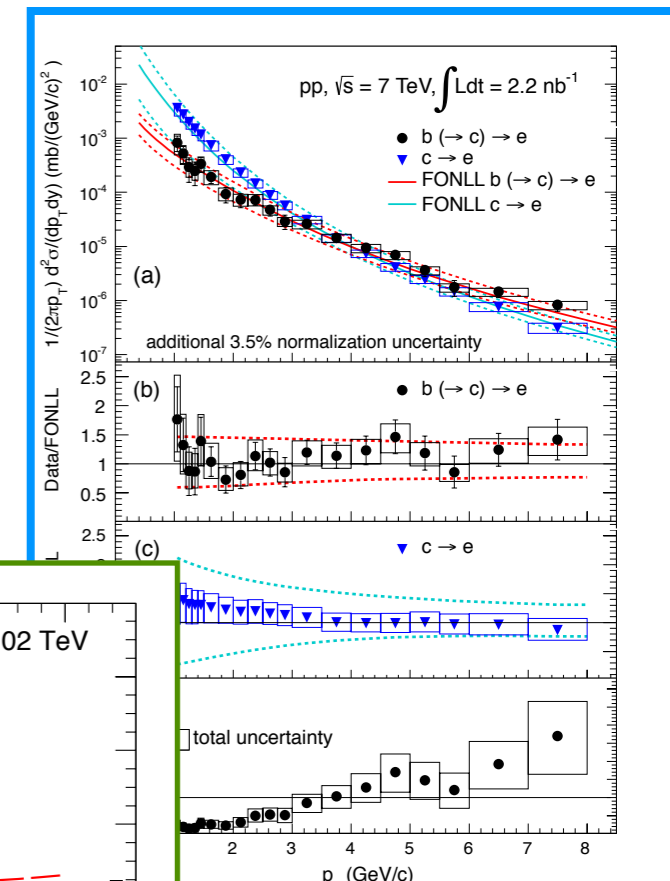 pp, √s = 7 TeV, ∫Ldt = 2.2 nb⁻¹
b (→ c) → e
c → e
FONLL b (→ c) → e
FONLL c → e
1/(2πp_T) d²σ/(dp_Tdy) (mb/(GeV/c)²)
10⁻²
10⁻³
10⁻⁴
10⁻⁵
10⁻⁶
10⁻⁷
(a)
additional 3.5% normalization uncertainty
Data/FONLL
2.5
2
1.5
1
0.5
(b)
b (→ c) → e
2.5
(c)
c → e
02 TeV
total uncertainty
2 3 4 5 6 7 8
p (GeV/c)